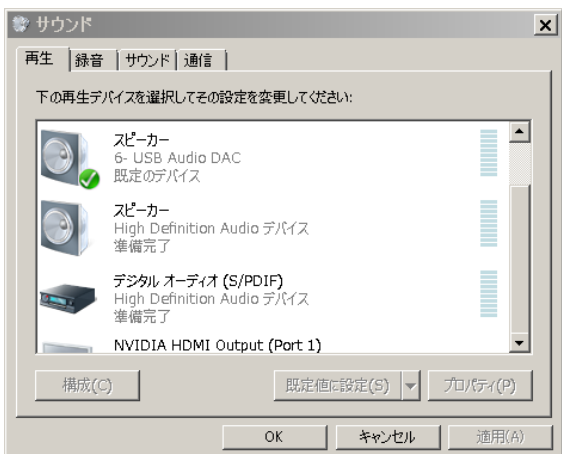 サウンド
再生
録音
サウンド
通信
下の再生デバイスを選択してその設定を変更してください:
スピーカー
6- USB Audio DAC
既定のデバイス
スピーカー
High Definition Audio デバイス
準備完了
デジタル オーディオ (S/PDIF)
High Definition Audio デバイス
準備完了
NVIDIA HDMI Output (Port 1)
構成(C)
既定値に設定(S)
プロパティ(P)
OK
キャンセル
適用(A)